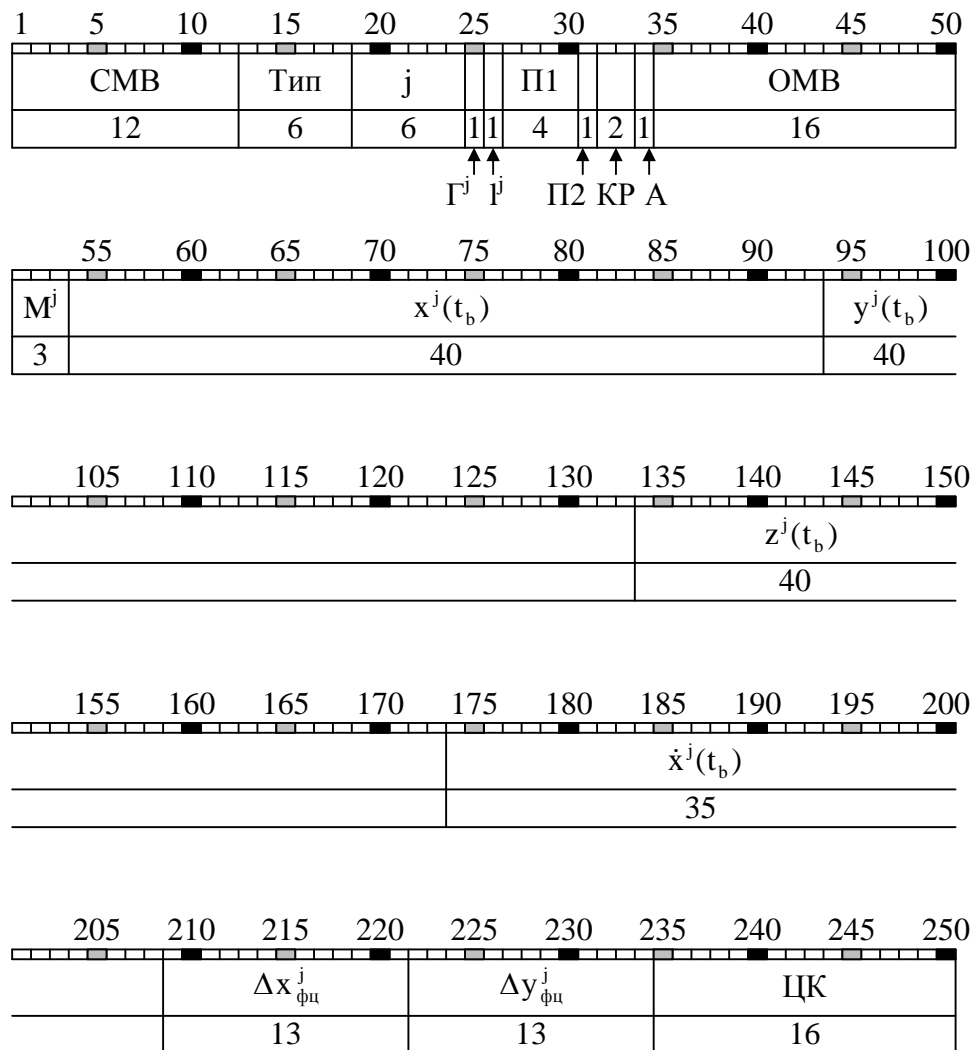 1 5 10 15 20 25 30 35 40 45 50
СМВ Тип j П1 ОМВ
12 6 6 1 1 4 1 2 1 16
Γʲ lʲ П2 КР А
55 60 65 70 75 80 85 90 95 100
Mʲ xʲ(t_b) yʲ(t_b)
3 40 40
105 110 115 120 125 130 135 140 145 150
zʲ(t_b)
40
155 160 165 170 175 180 185 190 195 200
ẋʲ(t_b)
35
205 210 215 220 225 230 235 240 245 250
Δxʲ_фц Δyʲ_фц ЦК
13 13 16